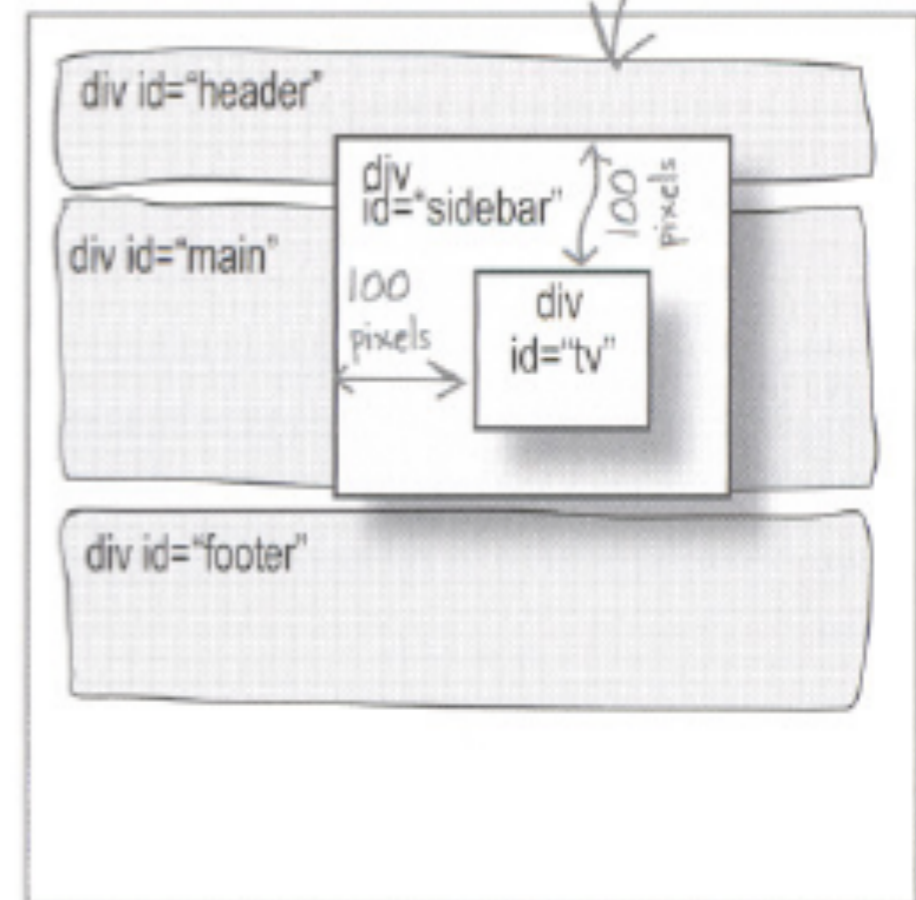 div id=“header”
div
id=“sidebar”
100
pixels
div id=“main”
100
pixels
div
id=“tv”
div id=“footer”